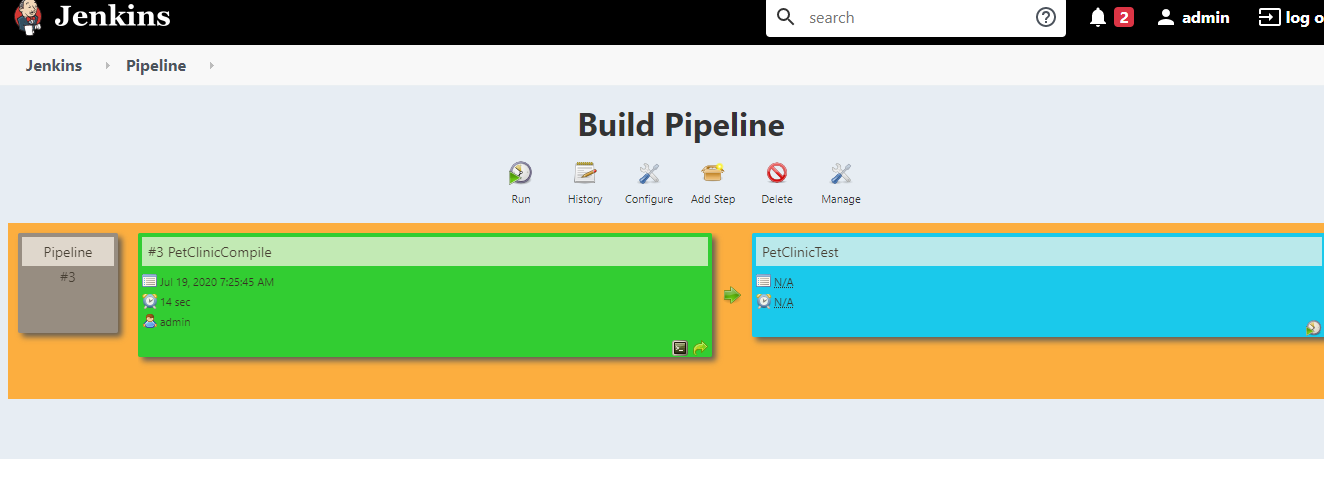 Jenkins
search
2
admin
log o
Jenkins
Pipeline
Build Pipeline
Run
History
Configure
Add Step
Delete
Manage
Pipeline
#3
#3 PetClinicCompile
Jul 19, 2020 7:25:45 AM
14 sec
admin
PetClinicTest
N/A
N/A